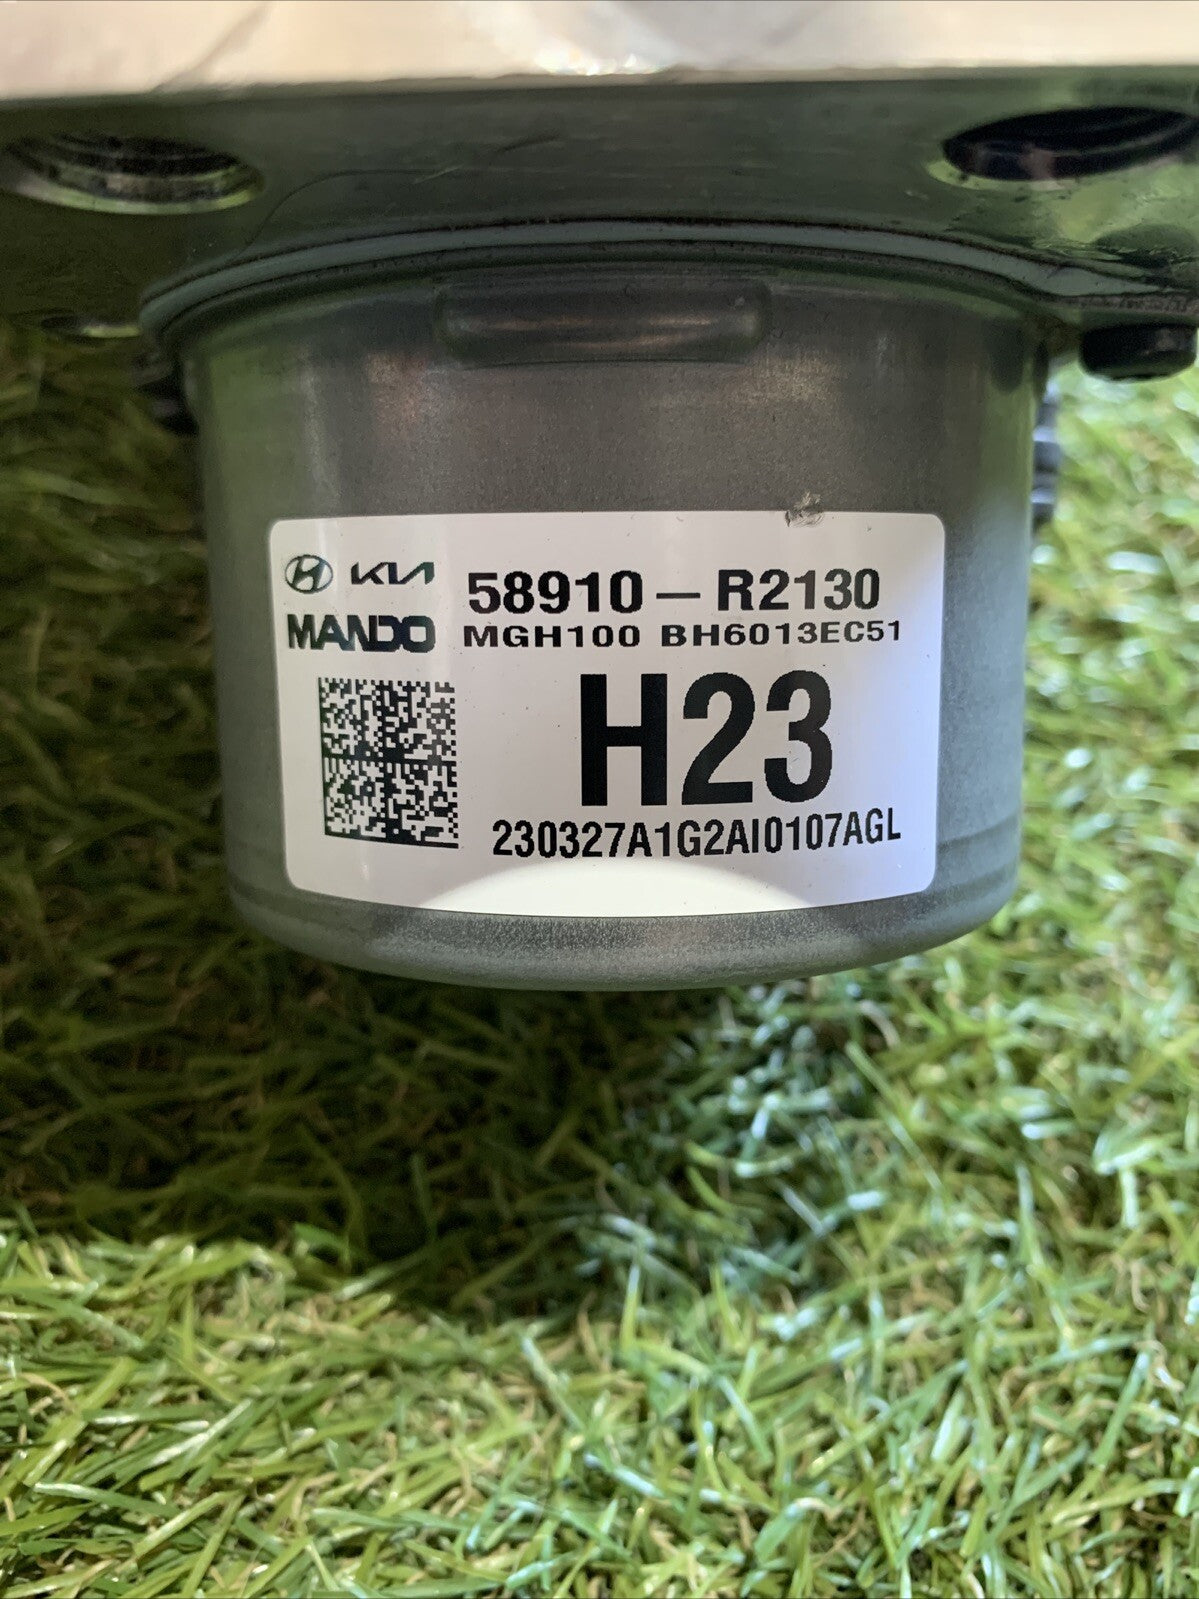 KIA
58910-R2130
MANDO
MGH100 BH6013EC51
H23
230327A1G2AI0107AGL